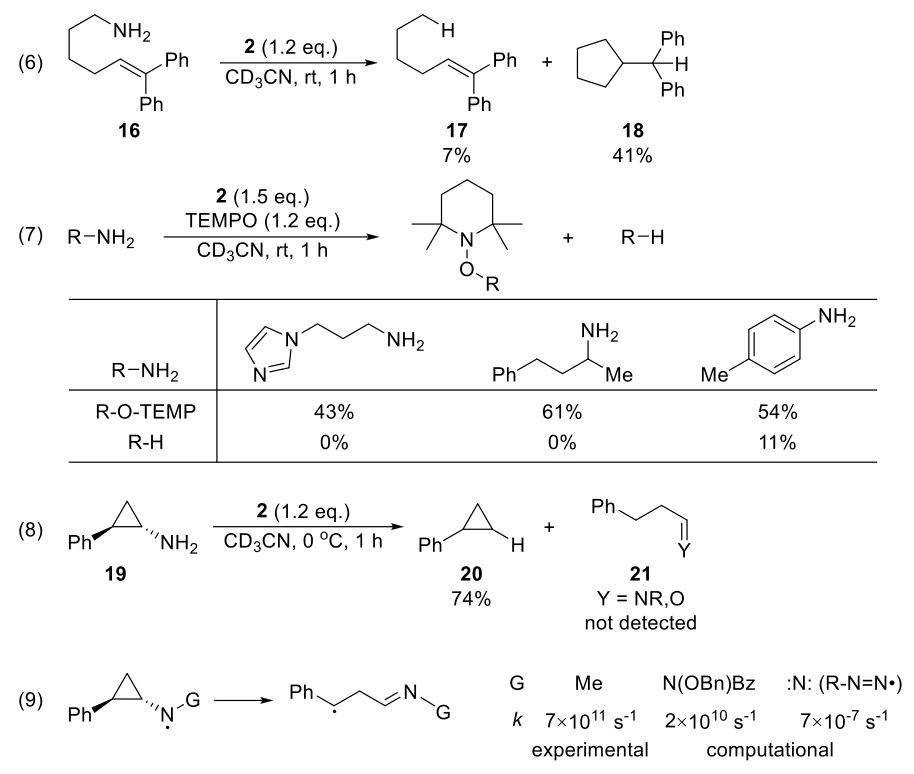 (6)
NH₂
Ph
Ph
16
2 (1.2 eq.)
CD₃CN, rt, 1 h
H
Ph
Ph
17
7%
+
Ph
H
Ph
18
41%
(7)
R–NH₂
2 (1.5 eq.)
TEMPO (1.2 eq.)
CD₃CN, rt, 1 h
N
O
R
+
R–H
R–NH₂
N
N
NH₂
NH₂
Ph
Me
NH₂
Me
R-O-TEMP 43% 61% 54%
R-H 0% 0% 11%
(8)
Ph
NH₂
19
2 (1.2 eq.)
CD₃CN, 0 °C, 1 h
Ph
H
20
74%
+
Ph
Y
21
Y = NR,O
not detected
(9)
Ph
N•
G
Ph
•
N
G
G Me N(OBn)Bz :N: (R-N=N•)
k 7×10¹¹ s⁻¹ 2×10¹⁰ s⁻¹ 7×10⁻⁷ s⁻¹
experimental computational